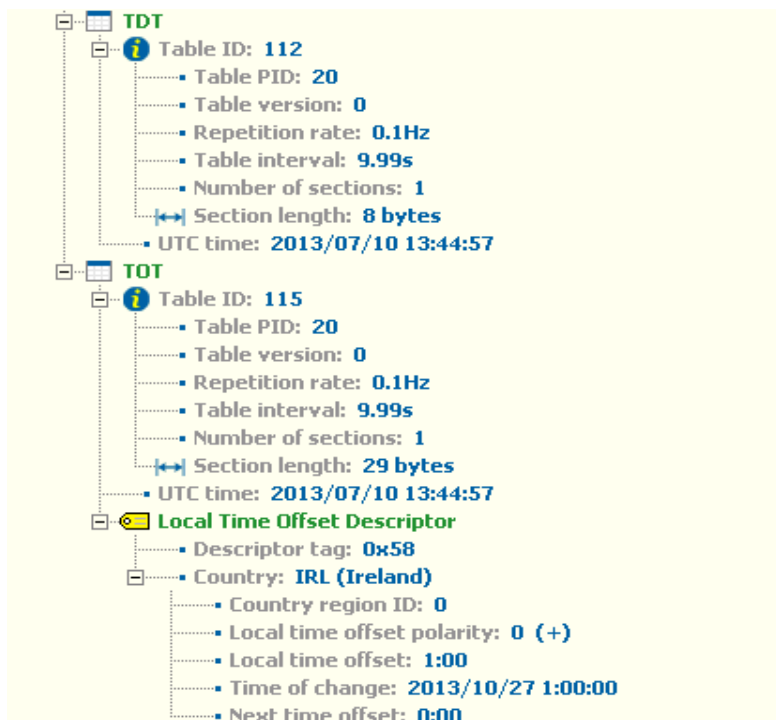 TDT
Table ID: 112
Table PID: 20
Table version: 0
Repetition rate: 0.1Hz
Table interval: 9.99s
Number of sections: 1
Section length: 8 bytes
UTC time: 2013/07/10 13:44:57
TOT
Table ID: 115
Table PID: 20
Table version: 0
Repetition rate: 0.1Hz
Table interval: 9.99s
Number of sections: 1
Section length: 29 bytes
UTC time: 2013/07/10 13:44:57
Local Time Offset Descriptor
Descriptor tag: 0x58
Country: IRL (Ireland)
Country region ID: 0
Local time offset polarity: 0 (+)
Local time offset: 1:00
Time of change: 2013/10/27 1:00:00
Next time offset: 0:00